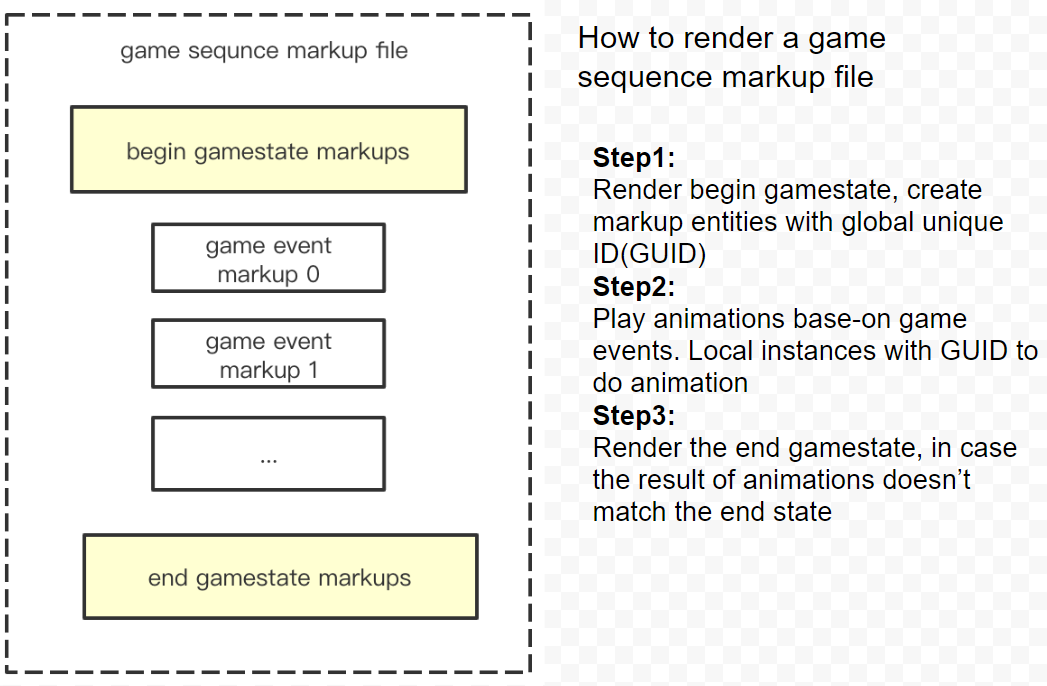 game sequnce markup file
begin gamestate markups
game event
markup 0
game event
markup 1
...
end gamestate markups
How to render a game
sequence markup file
Step1:
Render begin gamestate, create
markup entities with global unique
ID(GUID)
Step2:
Play animations base-on game
events. Local instances with GUID to
do animation
Step3:
Render the end gamestate, in case
the result of animations doesn’t
match the end state